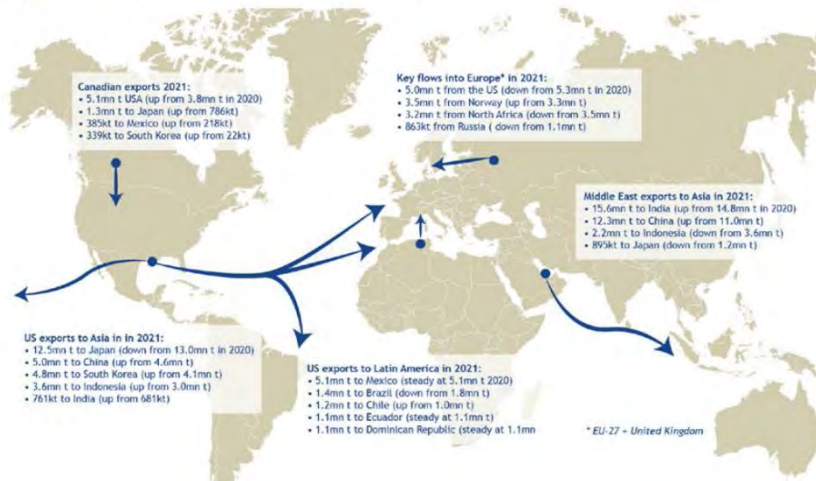 Canadian exports 2021:
• 5.1mn t USA (up from 3.8mn t in 2020)
• 1.3mn t to Japan (up from 786kt)
• 385kt to Mexico (up from 218kt)
• 339kt to South Korea (up from 22kt)
Key flows into Europe* in 2021:
• 5.0mn t from the US (down from 5.3mn t in 2020)
• 3.5mn t from Norway (up from 3.3mn t)
• 3.2mn t from North Africa (down from 3.5mn t)
• 863kt from Russia ( down from 1.1mn t)
Middle East exports to Asia in 2021:
• 15.6mn t to India (up from 14.8mn t in 2020)
• 12.3mn t to China (up from 11.0mn t)
• 2.2mn t to Indonesia (down from 3.6mn t)
• 895kt to Japan (down from 1.2mn t)
US exports to Asia in in 2021:
• 12.5mn t to Japan (down from 13.0mn t in 2020)
• 5.0mn t to China (up from 4.6mn t)
• 4.8mn t to South Korea (up from 4.1mn t)
• 3.6mn t to Indonesia (up from 3.0mn t)
• 761kt to India (up from 681kt)
US exports to Latin America in 2021:
• 5.1mn t to Mexico (steady at 5.1mn t 2020)
• 1.4mn t to Brazil (down from 1.8mn t)
• 1.2mn t to Chile (up from 1.0mn t)
• 1.1mn t to Ecuador (steady at 1.1mn t)
• 1.1mn t to Dominican Republic (steady at 1.1mn
* EU-27 + United Kingdom